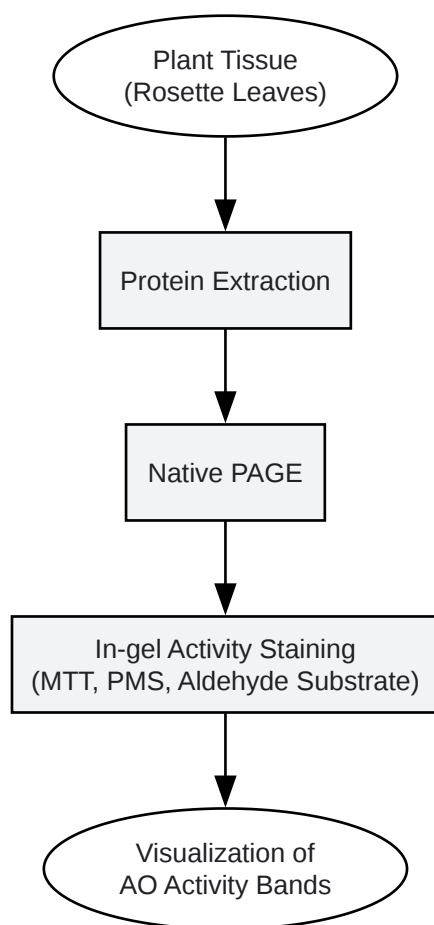 Plant Tissue
(Rosette Leaves)
Protein Extraction
Native PAGE
In-gel Activity Staining
(MTT, PMS, Aldehyde Substrate)
Visualization of
AO Activity Bands